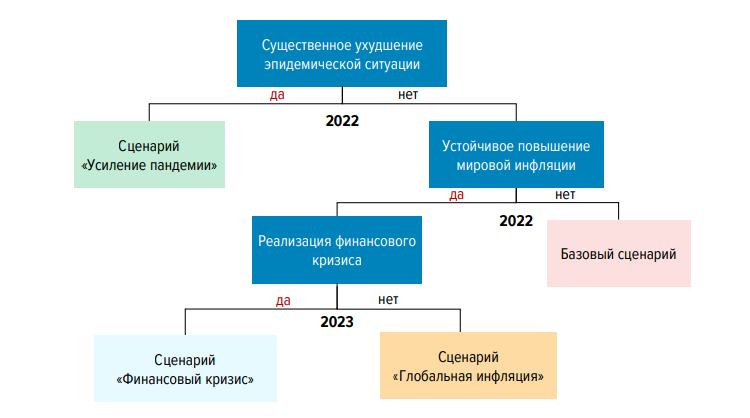 Существенное ухудшение
эпидемической ситуации
да
нет
2022
Сценарий
«Усиление пандемии»
Устойчивое повышение
мировой инфляции
да
нет
2022
Реализация финансового
кризиса
Базовый сценарий
да
нет
2023
Сценарий
«Финансовый кризис»
Сценарий
«Глобальная инфляция»